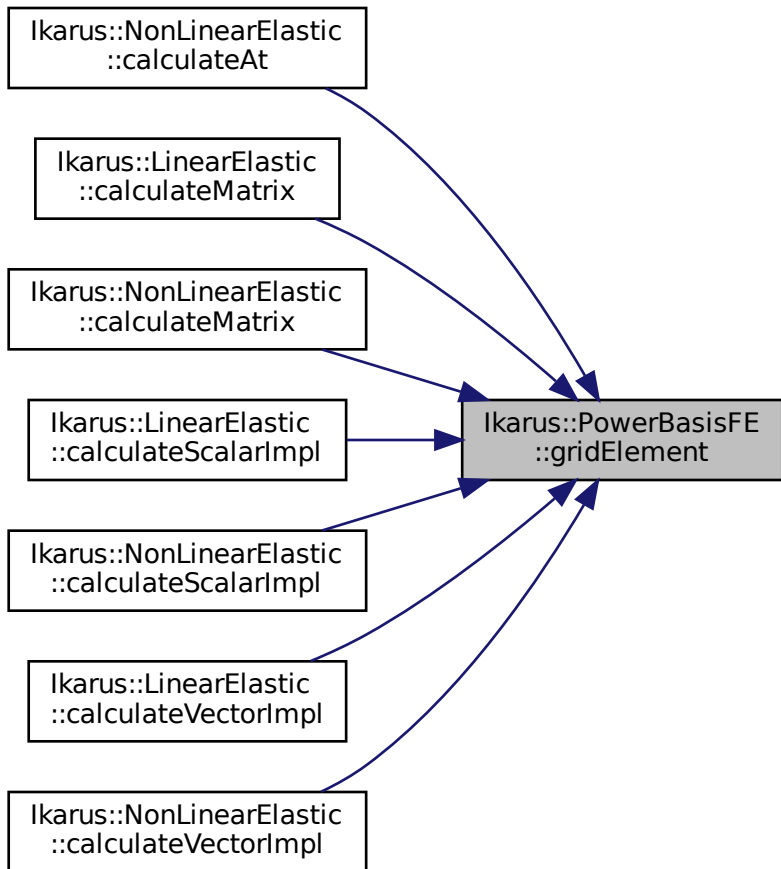 Ikarus::NonLinearElastic
::calculateAt
Ikarus::LinearElastic
::calculateMatrix
Ikarus::NonLinearElastic
::calculateMatrix
Ikarus::LinearElastic
::calculateScalarImpl
Ikarus::PowerBasisFE
::gridElement
Ikarus::NonLinearElastic
::calculateScalarImpl
Ikarus::LinearElastic
::calculateVectorImpl
Ikarus::NonLinearElastic
::calculateVectorImpl